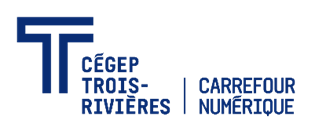 CÉGEP
TROIS-
RIVIÈRES
CARREFOUR
NUMÉRIQUE